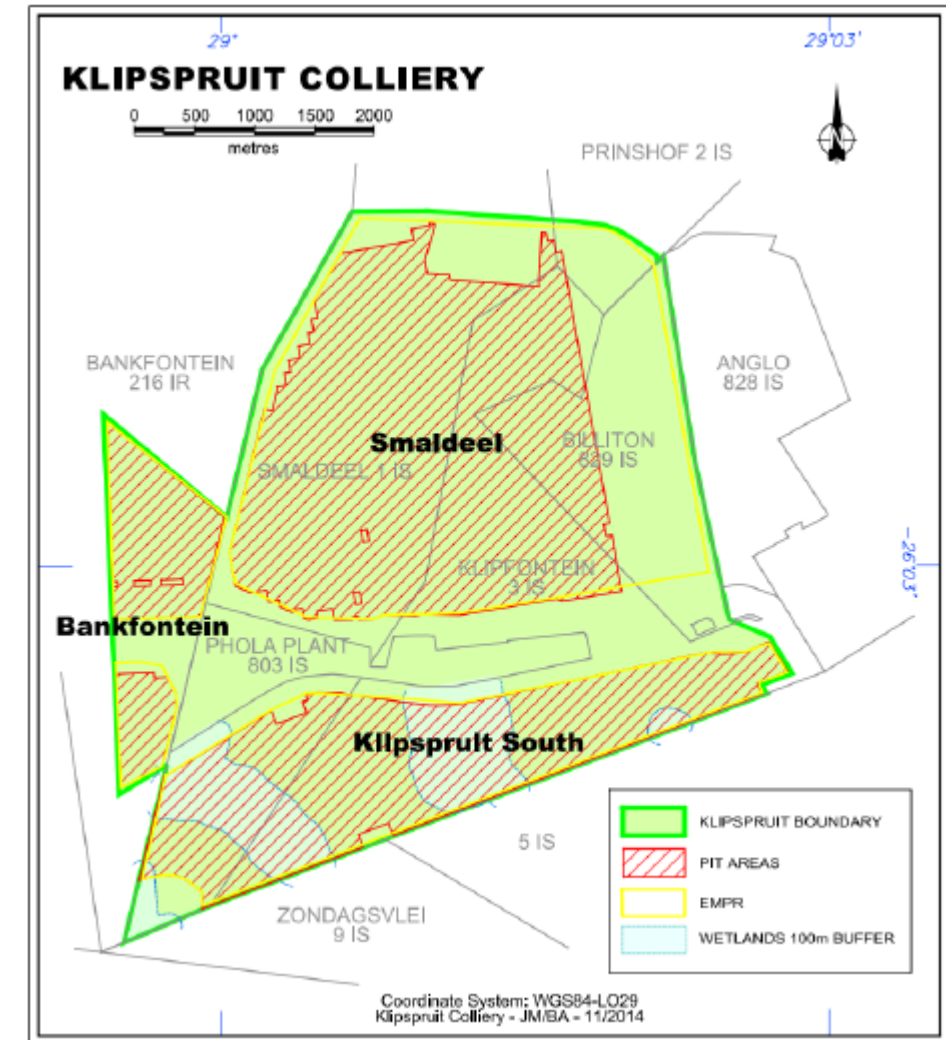 29°
29°03'
KLIPSPRUIT COLLIERY
0 500 1000 1500 2000
metres
N
PRINSHOF 2 IS
BANKFONTEIN
216 IR
ANGLO
828 IS
Smaldeel
BILLITON
829 IS
SMALDEEL 1 IS
KLIPFONTEIN
3 IS
-26°03'
Bankfontein
PHOLA PLANT
803 IS
Klipspruit South
5 IS
ZONDAGSVLEI
9 IS
KLIPSPRUIT BOUNDARY
PIT AREAS
EMPR
WETLANDS 100m BUFFER
Coordinate System: WGS84-LO29
Klipspruit Colliery - JM/BA - 11/2014